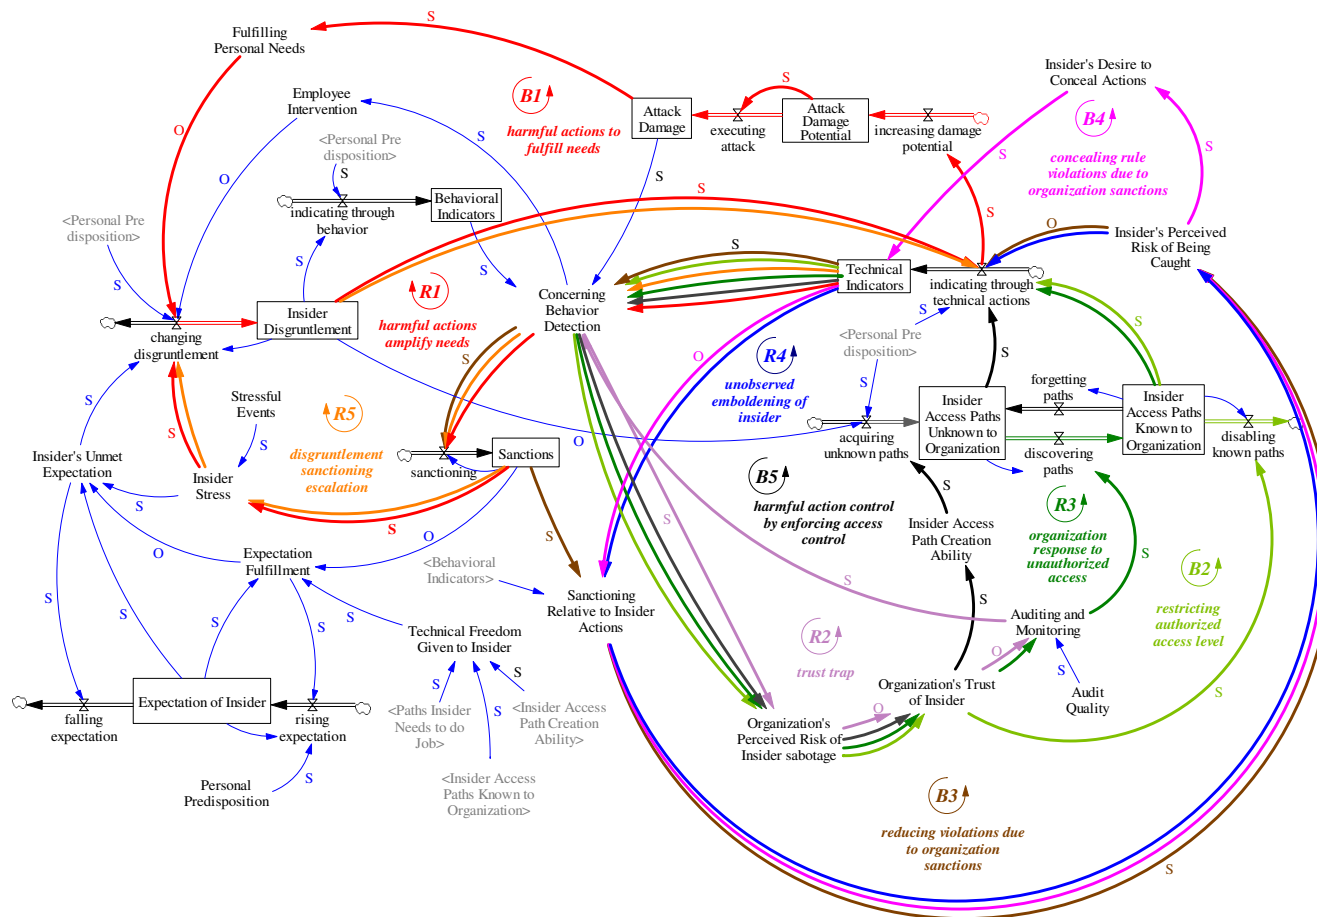 Fulfilling
Personal Needs
S
Employee
Intervention
B1
harmful actions to
fulfill needs
Attack
Damage
executing
attack
S
Attack
Damage
Potential
increasing damage
potential
Insider's Desire to
Conceal Actions
B4
concealing rule
violations due to
organization sanctions
S
S
O
<Personal Pre
disposition>
S
indicating through
behavior
Behavioral
Indicators
S
S
S
S
S
O
Insider's Perceived
Risk of Being
Caught
<Personal Pre
disposition>
S
O
S
S
Insider
Disgruntlement
changing
disgruntlement
R1
harmful actions
amplify needs
Concerning
Behavior
Detection
S
Technical
Indicators
indicating through
technical actions
S
<Personal Pre
disposition>
S
S
S
S
O
R4
unobserved
emboldening of
insider
S
S
Stressful
Events
S
R5
disgruntlement
sanctioning
escalation
Insider's Unmet
Expectation
S
Insider
Stress
S
sanctioning
Sanctions
O
acquiring
unknown paths
Insider
Access Paths
Unknown to
Organization
forgetting
paths
discovering
paths
Insider
Access Paths
Known to
Organization
disabling
known paths
B5
harmful action control
by enforcing access
control
S
Insider Access
Path Creation
Ability
R3
organization
response to
unauthorized
access
S
B2
restricting
authorized
access level
S
O
Expectation
Fulfillment
O
S
S
<Behavioral
Indicators>
Sanctioning
Relative to Insider
Actions
S
S
S
S
S
S
Technical Freedom
Given to Insider
S
S
S
<Paths Insider
Needs to do
Job>
<Insider Access
Path Creation
Ability>
<Insider Access
Paths Known to
Organization>
R2
trust trap
S
Auditing and
Monitoring
O
S
Audit
Quality
Organization's Trust
of Insider
O
Organization's
Perceived Risk of
Insider sabotage
S
Expectation of Insider
falling
expectation
rising
expectation
S
Personal
Predisposition
B3
reducing violations due
to organization
sanctions
S